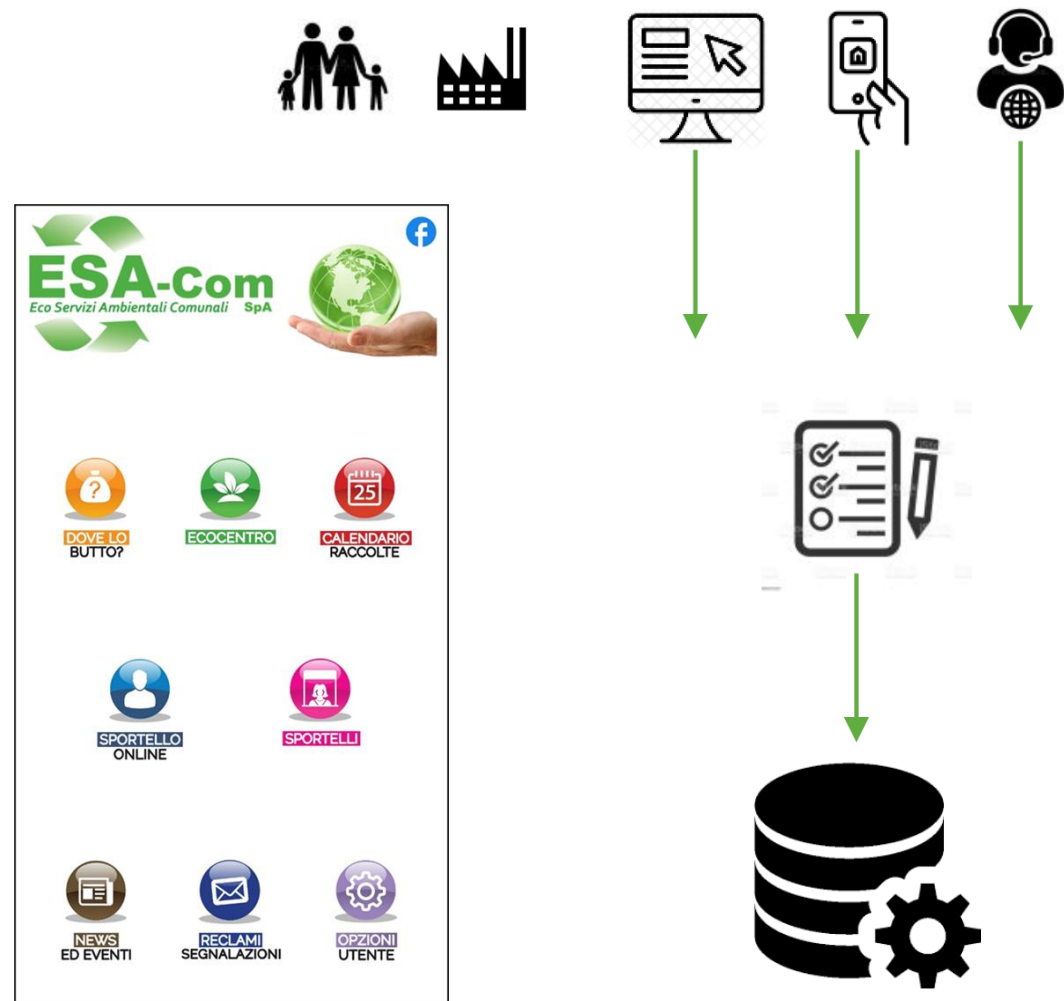 ESA-Com
Eco Servizi Ambientali Comunali SpA
?
25
DOVE LO
BUTTO?
ECOCENTRO
CALENDARIO
RACCOLTE
SPORTELLO
ONLINE
SPORTELLI
NEWS
ED EVENTI
RECLAMI
SEGNALAZIONI
OPZIONI
UTENTE